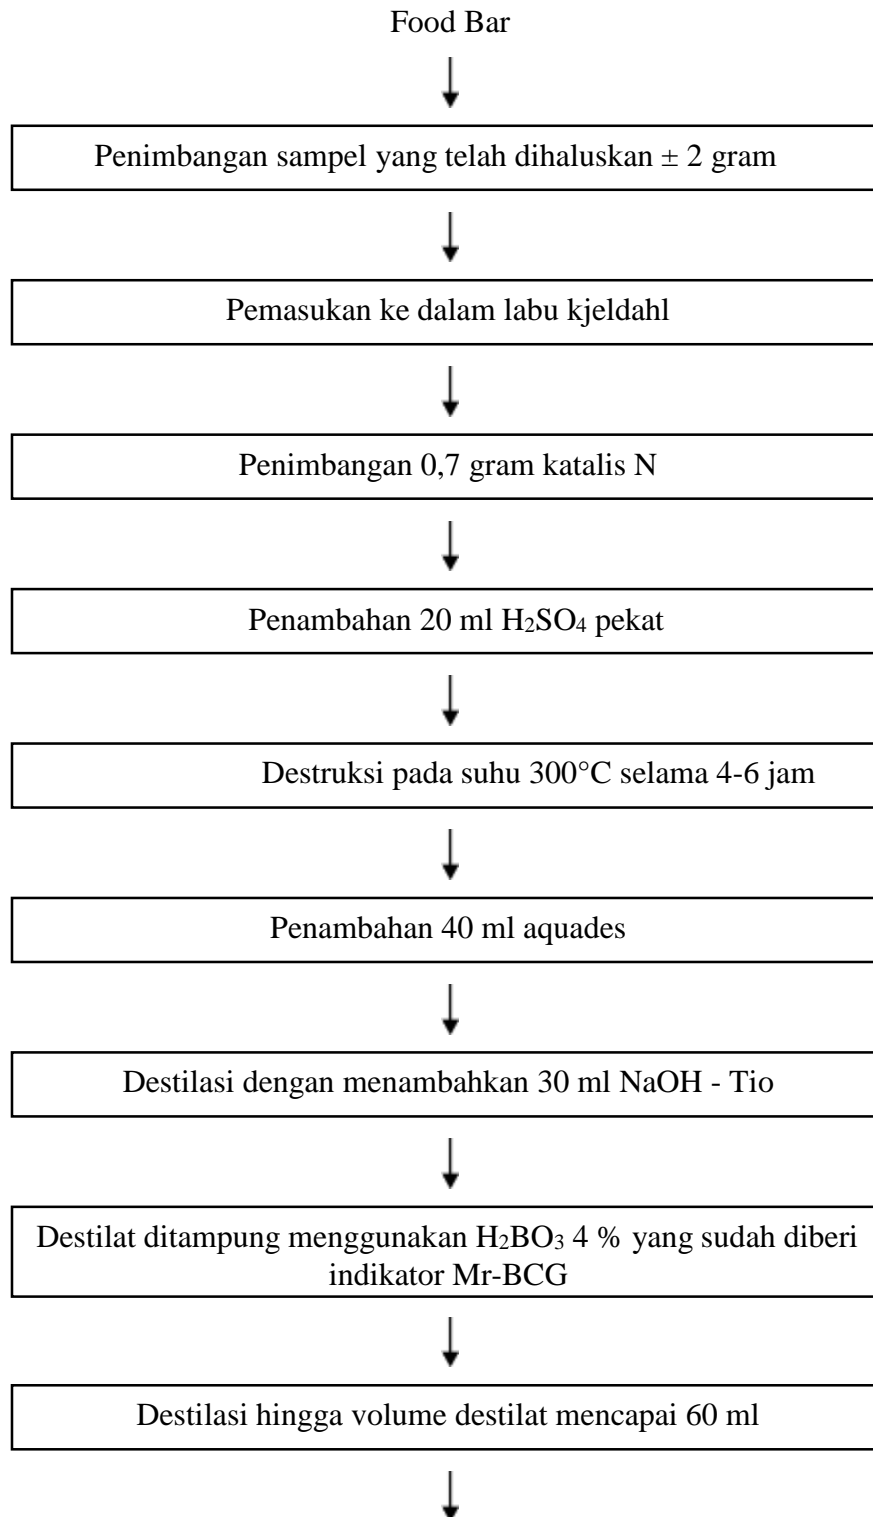 Food Bar
Penimbangan sampel yang telah dihaluskan ± 2 gram
Pemasukan ke dalam labu kjeldahl
Penimbangan 0,7 gram katalis N
Penambahan 20 ml H₂SO₄ pekat
Destruksi pada suhu 300°C selama 4-6 jam
Penambahan 40 ml aquades
Destilasi dengan menambahkan 30 ml NaOH - Tio
Destilat ditampung menggunakan H₂BO₃ 4 % yang sudah diberi
indikator Mr-BCG
Destilasi hingga volume destilat mencapai 60 ml